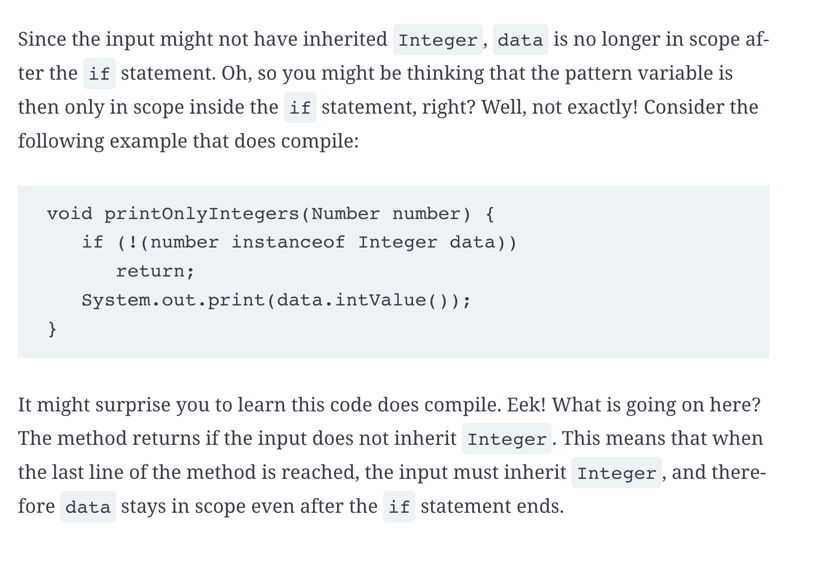 Since the input might not have inherited Integer, data is no longer in scope af-
ter the if statement. Oh, so you might be thinking that the pattern variable is
then only in scope inside the if statement, right? Well, not exactly! Consider the
following example that does compile:
void printOnlyIntegers(Number number) {
   if (!(number instanceof Integer data))
      return;
   System.out.print(data.intValue());
}
It might surprise you to learn this code does compile. Eek! What is going on here?
The method returns if the input does not inherit Integer. This means that when
the last line of the method is reached, the input must inherit Integer, and there-
fore data stays in scope even after the if statement ends.